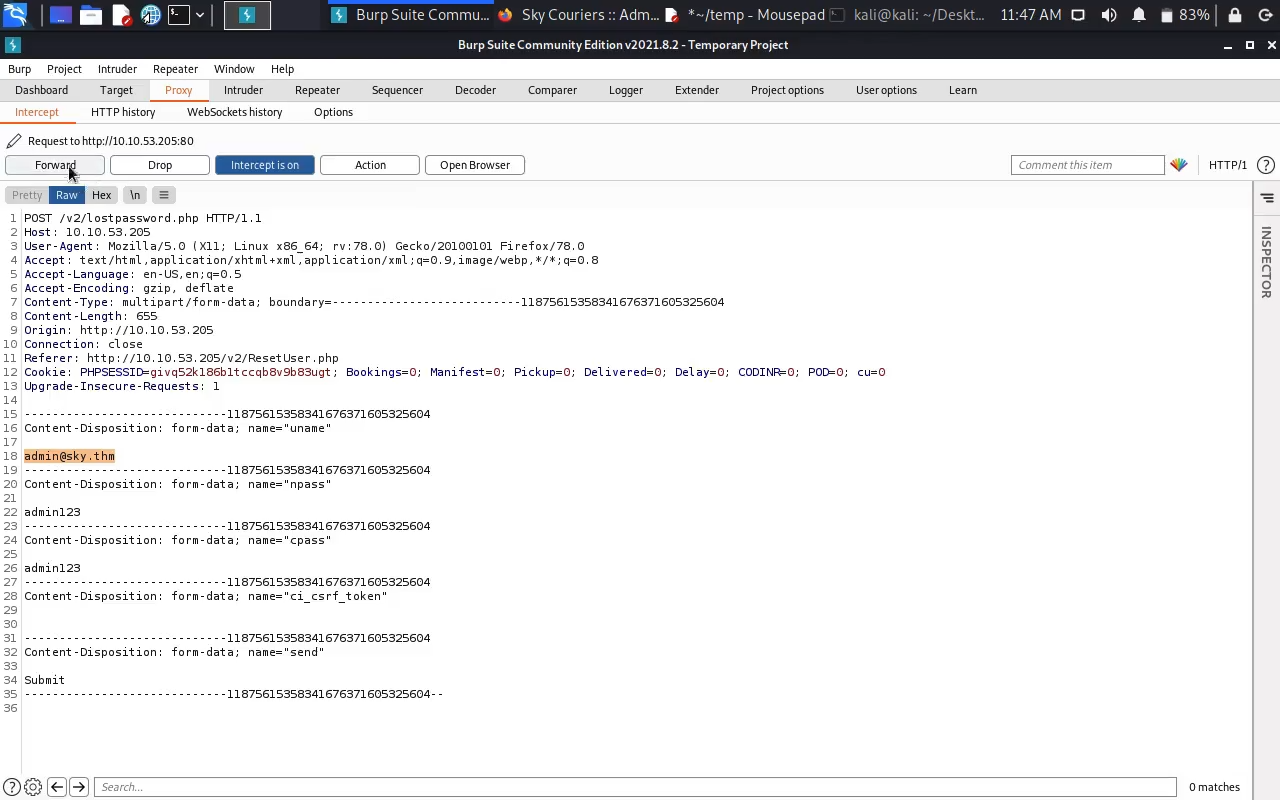 Burp Suite Commu...
Sky Couriers :: Adm...
*~/temp - Mousepad
kali@kali: ~/Deskt...
11:47 AM
83%
Burp Suite Community Edition v2021.8.2 - Temporary Project
Burp Project Intruder Repeater Window Help
Dashboard Target Proxy Intruder Repeater Sequencer Decoder Comparer Logger Extender Project options User options Learn
Intercept HTTP history WebSockets history Options
Request to http://10.10.53.205:80
Forward Drop Intercept is on Action Open Browser Comment this item HTTP/1 ?
Pretty Raw Hex \n
INSPECTOR
1 POST /v2/lostpassword.php HTTP/1.1
2 Host: 10.10.53.205
3 User-Agent: Mozilla/5.0 (X11; Linux x86_64; rv:78.0) Gecko/20100101 Firefox/78.0
4 Accept: text/html,application/xhtml+xml,application/xml;q=0.9,image/webp,*/*;q=0.8
5 Accept-Language: en-US,en;q=0.5
6 Accept-Encoding: gzip, deflate
7 Content-Type: multipart/form-data; boundary=---------------------------118756153583416763716​05325604
8 Content-Length: 655
9 Origin: http://10.10.53.205
10 Connection: close
11 Referer: http://10.10.53.205/v2/ResetUser.php
12 Cookie: PHPSESSID=givq52k186b1tccqb8v9b83ugt; Bookings=0; Manifest=0; Pickup=0; Delivered=0; Delay=0; CODINR=0; POD=0; cu=0
13 Upgrade-Insecure-Requests: 1
14
15 -----------------------------11875615358341676371605325604
16 Content-Disposition: form-data; name="uname"
17
18 admin@sky.thm
19 -----------------------------11875615358341676371605325604
20 Content-Disposition: form-data; name="npass"
21
22 admin123
23 -----------------------------11875615358341676371605325604
24 Content-Disposition: form-data; name="cpass"
25
26 admin123
27 -----------------------------11875615358341676371605325604
28 Content-Disposition: form-data; name="ci_csrf_token"
29
30
31 -----------------------------11875615358341676371605325604
32 Content-Disposition: form-data; name="send"
33
34 Submit
35 -----------------------------11875615358341676371605325604--
36
? Search... 0 matches